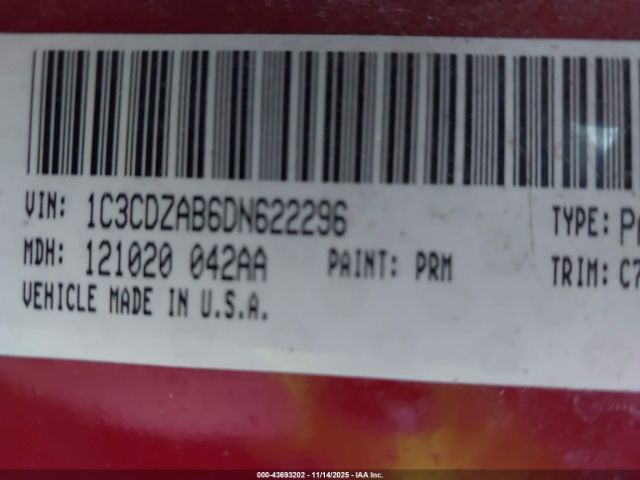 VIN: 1C3CDZAB6DN622296 TYPE:
MDH: 121020 042AA PAINT: PRM TRIM: C7
VEHICLE MADE IN U.S.A.
000-43693202 - 11/14/2025 - IAA Inc.